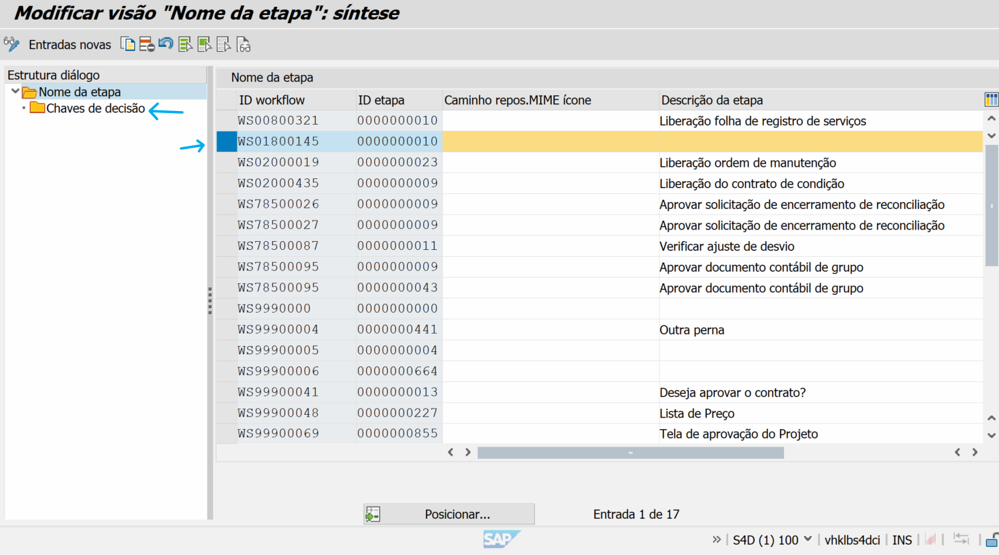 Modificar visão "Nome da etapa": síntese
Entradas novas
Estrutura diálogo
Nome da etapa
Chaves de decisão
Nome da etapa
ID workflow ID etapa Caminho repos.MIME ícone Descrição da etapa
WS00800321 0000000010 Liberação folha de registro de serviços
WS01800145 0000000010
WS02000019 0000000023 Liberação ordem de manutenção
WS02000435 0000000009 Liberação do contrato de condição
WS78500026 0000000009 Aprovar solicitação de encerramento de reconciliação
WS78500027 0000000009 Aprovar solicitação de encerramento de reconciliação
WS78500087 0000000011 Verificar ajuste de desvio
WS78500095 0000000009 Aprovar documento contábil de grupo
WS78500095 0000000043 Aprovar documento contábil de grupo
WS9990000 0000000000
WS99900004 0000000441 Outra perna
WS99900005 0000000004
WS99900006 0000000664
WS99900041 0000000013 Deseja aprovar o contrato?
WS99900048 0000000227 Lista de Preço
WS99900069 0000000855 Tela de aprovação do Projeto
Posicionar... Entrada 1 de 17
SAP
S4D (1) 100 vhklbs4dci INS